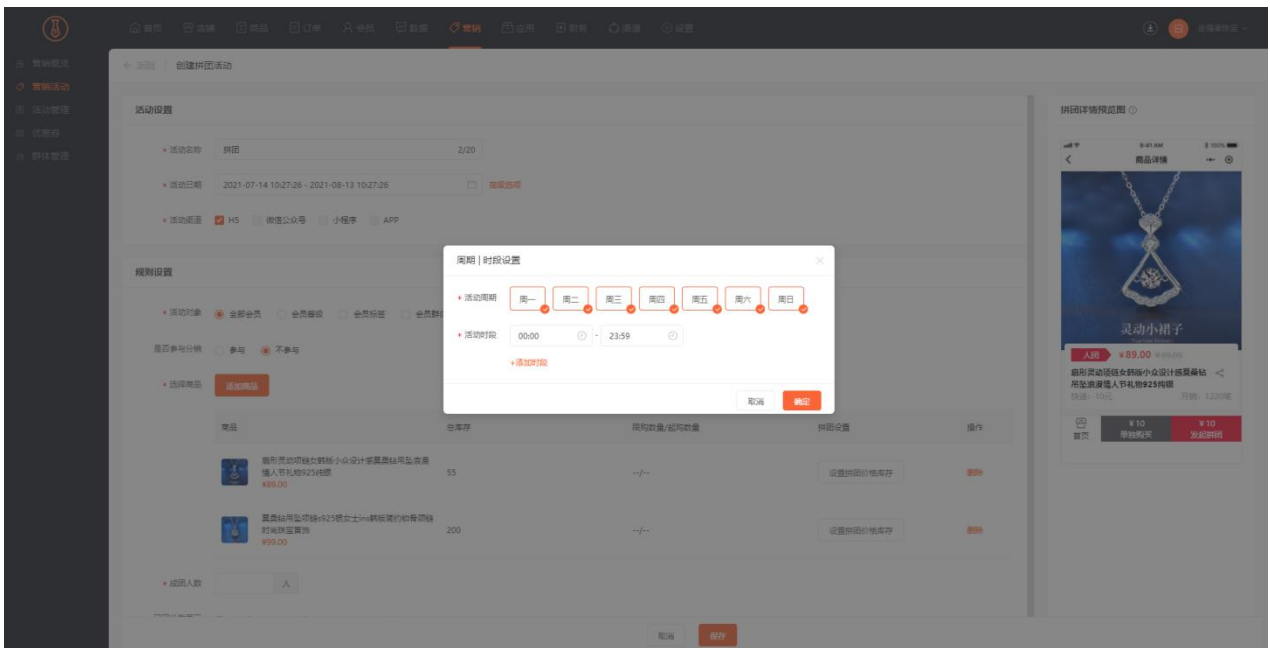 首页 店铺 商品 订单 会员 数据 营销 应用 财务 渠道 设置
营销概览
营销活动
活动管理
优惠券
群体管理
返回 创建拼团活动
活动设置
* 活动名称 拼团 2/20
* 活动日期 2021-07-14 10:27:26 - 2021-08-13 10:27:26 高级选项
* 活动渠道 H5 微信公众号 小程序 APP
规则设置
* 活动对象 全部会员 会员等级 会员标签 会员群体
是否参与分销 参与 不参与
* 选择商品 添加商品
商品 总库存 限购数量/起购数量 拼团设置 操作
扇形灵动项链女韩版小众设计感莫桑钻吊坠浪漫
情人节礼物925纯银
¥89.00
55 --/-- 设置拼团价格库存 删除
莫桑钻吊坠项链s925银女士ins韩版简约锁骨项链
时尚珠宝首饰
¥99.00
200 --/-- 设置拼团价格库存 删除
* 成团人数 人
取消 保存
周期 | 时段设置
* 活动周期 周一 周二 周三 周四 周五 周六 周日
* 活动时段 00:00 - 23:59
+添加时段
取消 确定
拼团详情预览图
9:41 AM 100%
商品详情
灵动小裙子
人团 ¥89.00 ¥89.00
扇形灵动项链女韩版小众设计感莫桑钻
吊坠浪漫情人节礼物925纯银
快递：10元 月销：1230笔
首页
¥10
单独购买
¥10
发起拼团